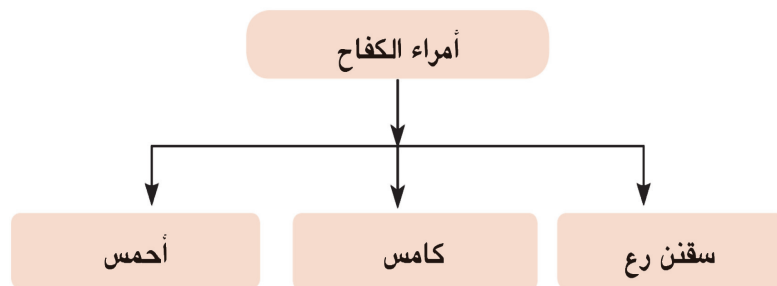 أمراء الكفاح
سقنن رع
كامس
أحمس